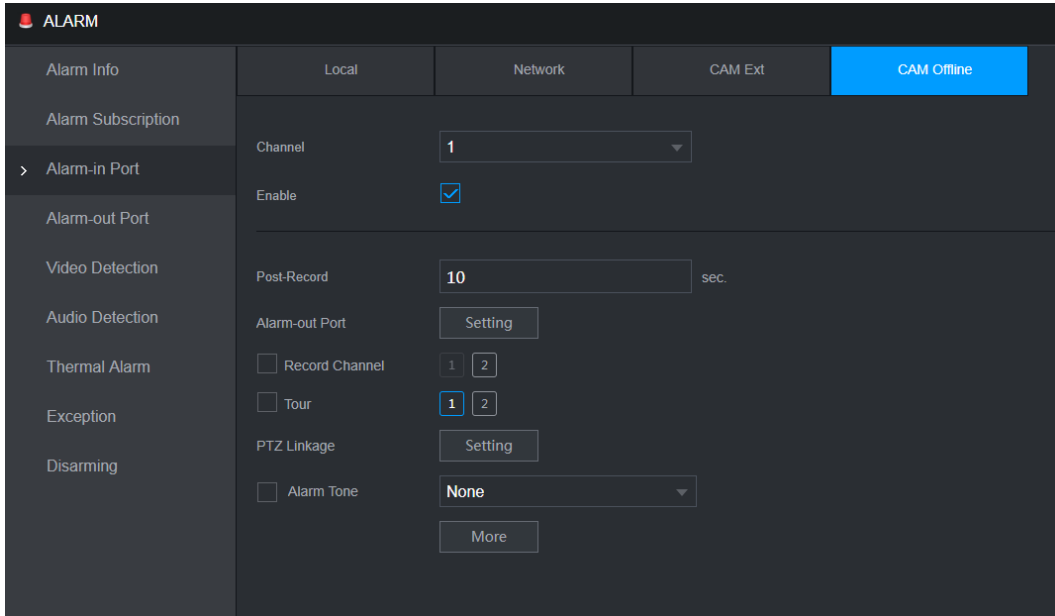 ALARM
Alarm Info
Alarm Subscription
> Alarm-in Port
Alarm-out Port
Video Detection
Audio Detection
Thermal Alarm
Exception
Disarming
Local Network CAM Ext CAM Offline
Channel 1
Enable
Post-Record 10 sec.
Alarm-out Port Setting
Record Channel 1 2
Tour 1 2
PTZ Linkage Setting
Alarm Tone None
More